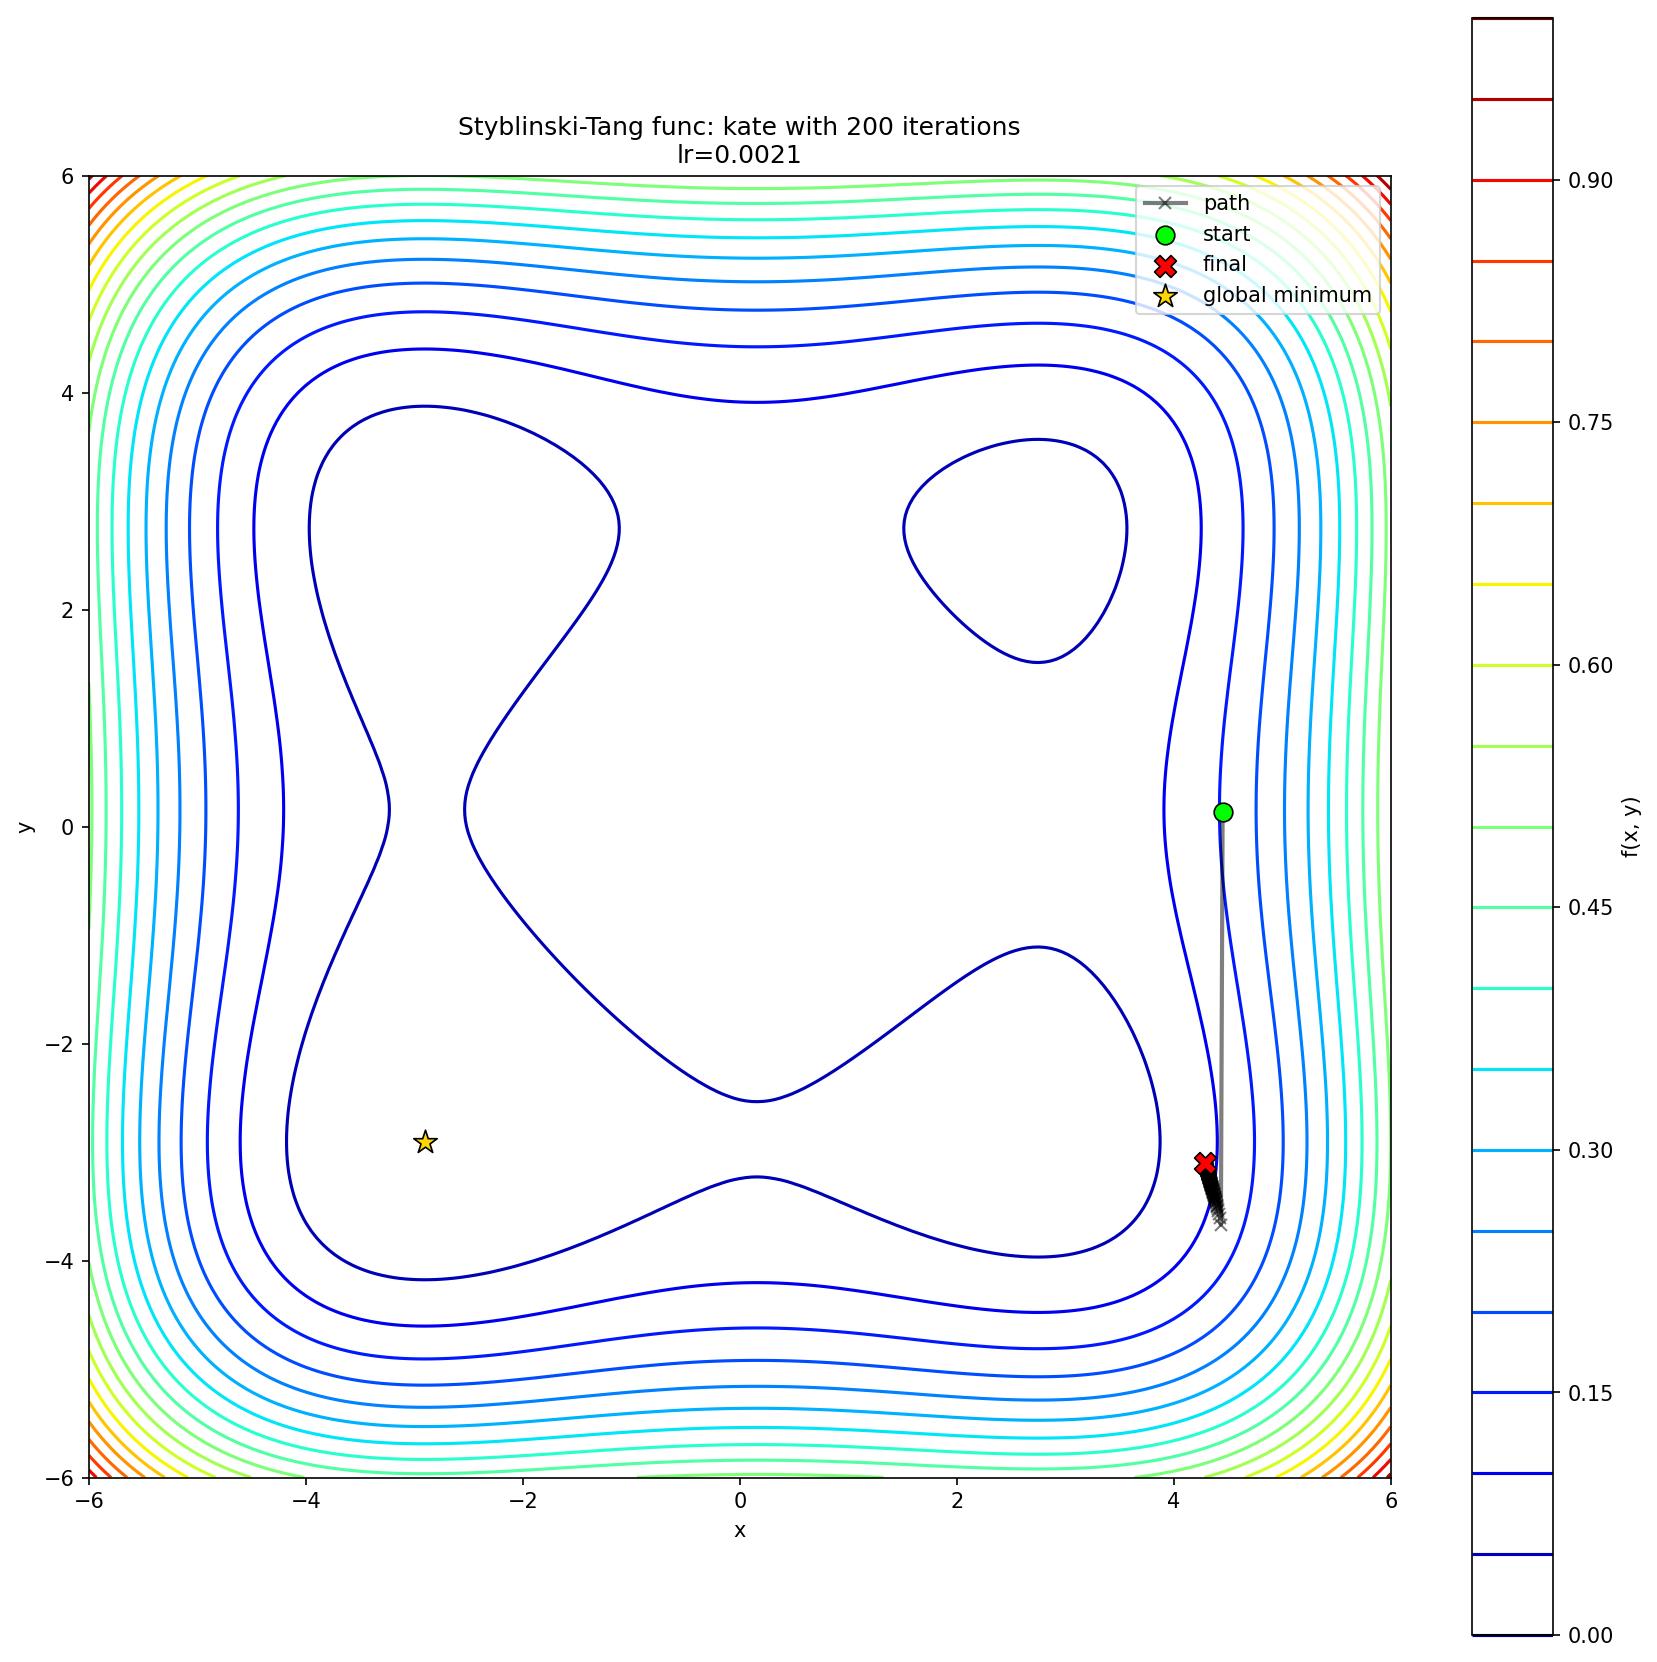 Styblinski-Tang func: kate with 200 iterations
lr=0.0021
path
start
final
global minimum
6
4
2
0
−2
−4
−6
y
−6
−4
−2
0
2
4
6
x
0.90
0.75
0.60
0.45
0.30
0.15
0.00
f(x, y)